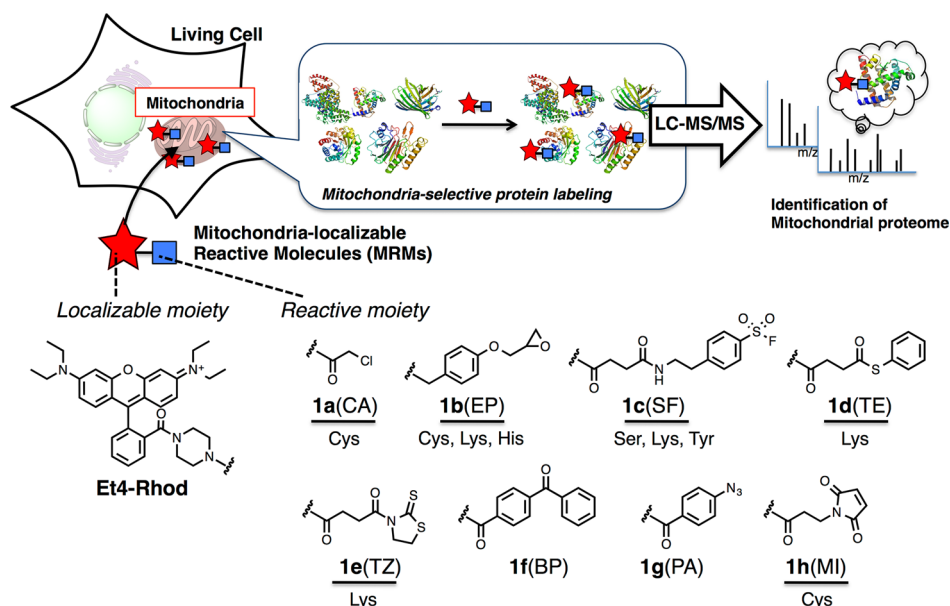 Living Cell
Mitochondria
Mitochondria-selective protein labeling
LC-MS/MS
m/z
m/z
Identification of
Mitochondrial proteome
Mitochondria-localizable
Reactive Molecules (MRMs)
Localizable moiety
Reactive moiety
N
O
N+
O
N
N
Et4-Rhod
O
Cl
1a(CA)
Cys
O
O
1b(EP)
Cys, Lys, His
O
O
N
H
O
O
S
F
1c(SF)
Ser, Lys, Tyr
O
O
S
1d(TE)
Lys
O
O
N
S
S
1e(TZ)
Lys
O
O
1f(BP)
O
N3
1g(PA)
O
N
O
O
1h(MI)
Cys